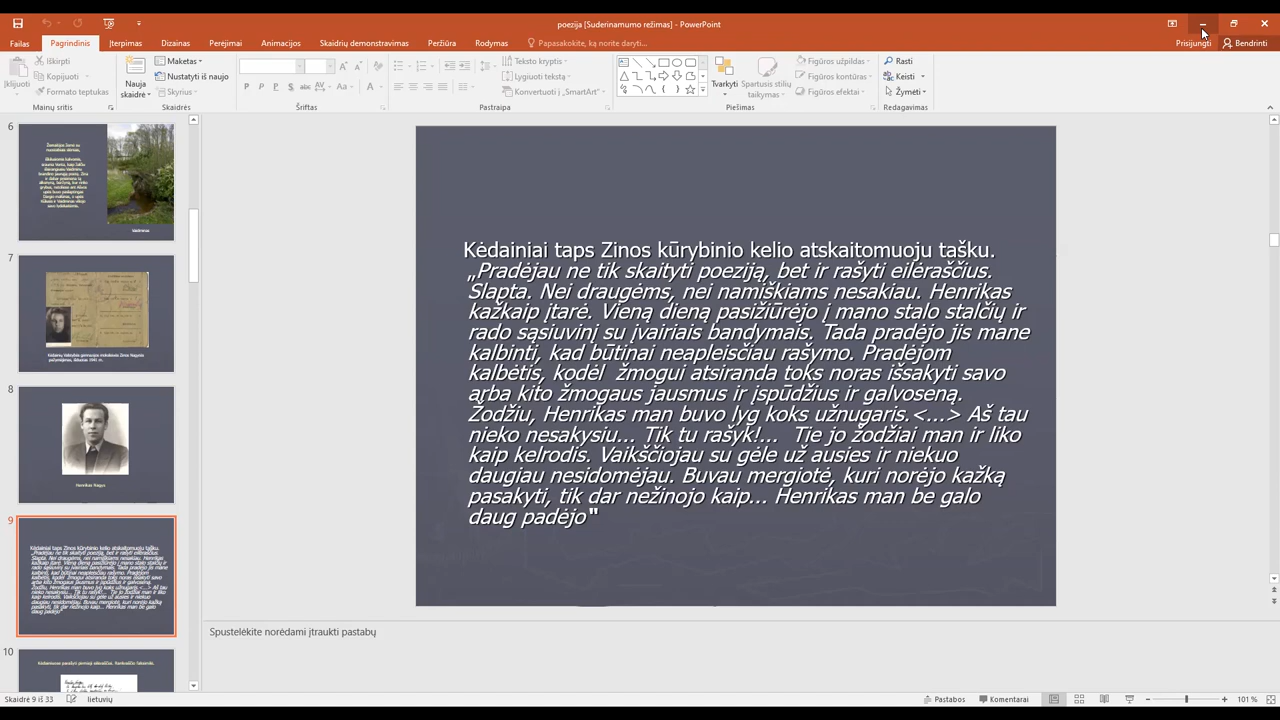 poezija [Suderinamumo režimas] - PowerPoint
Failas Pagrindinis Įterpimas Dizainas Perėjimai Animacijos Skaidrių demonstravimas Peržiūra Rodymas Papasakokite, ką norite daryti... Prisijungti Bendrinti
Įklijuoti
Iškirpti
Kopijuoti
Formato teptukas
Mainų sritis
Nauja skaidrė
Maketas
Nustatyti iš naujo
Skyrius
Skaidrės
Šriftas
Teksto kryptis
Lygiuoti tekstą
Konvertuoti į „SmartArt“
Pastraipa
Tvarkyti
Spartusis stilių taikymas
Figūros užpildas
Figūros kontūras
Figūros efektai
Piešimas
Rasti
Keisti
Žymėti
Redagavimas
6
7
8
Henrikas Nagys
9
10
Kėdainiai taps Zinos kūrybinio kelio atskaitomuoju tašku.
„Pradėjau ne tik skaityti poeziją, bet ir rašyti eilėraščius.
Slapta. Nei draugėms, nei namiškiams nesakiau. Henrikas
kažkaip įtarė. Vieną dieną pasižiūrėjo į mano stalo stalčių ir
rado sąsiuvinį su įvairiais bandymais. Tada pradėjo jis mane
kalbinti, kad būtinai neapleisčiau rašymo. Pradėjom
kalbėtis, kodėl žmogui atsiranda toks noras išsakyti savo
arba kito žmogaus jausmus ir įspūdžius ir galvoseną.
Žodžiu, Henrikas man buvo lyg koks užnugaris.<...> Aš tau
nieko nesakysiu... Tik tu rašyk!... Tie jo žodžiai man ir liko
kaip kelrodis. Vaikščiojau su gėle už ausies ir niekuo
daugiau nesidomėjau. Buvau mergiotė, kuri norėjo kažką
pasakyti, tik dar nežinojo kaip... Henrikas man be galo
daug padėjo"
Spustelėkite norėdami įtraukti pastabų
Skaidrė 9 iš 33 lietuvių Pastabos Komentarai 101 %